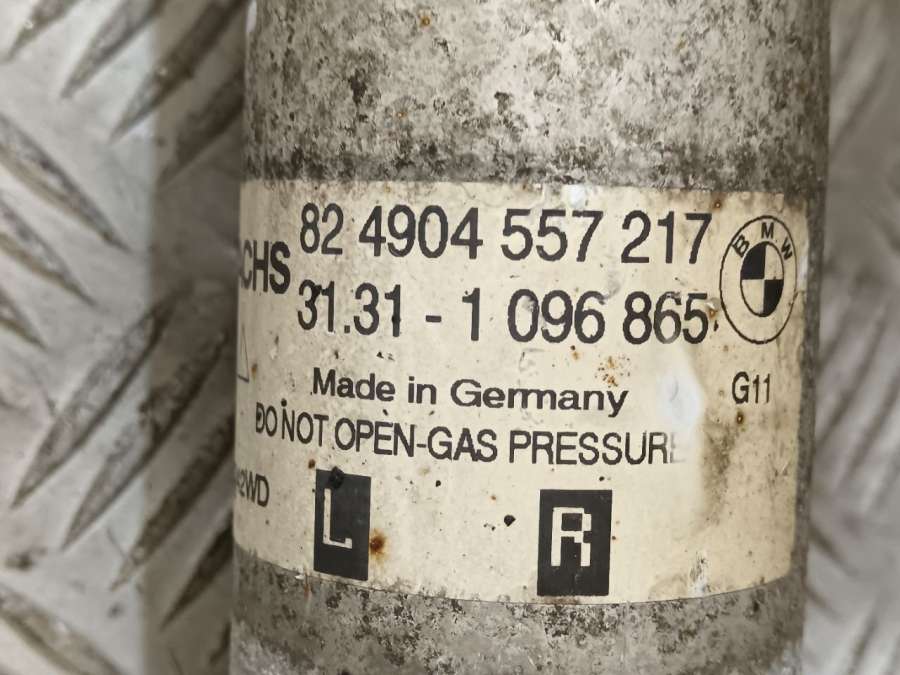 82 4904 557 217
CHS
31.31 - 1 096 865
BMW
Made in Germany
G11
DO NOT OPEN-GAS PRESSURE
2WD
L R